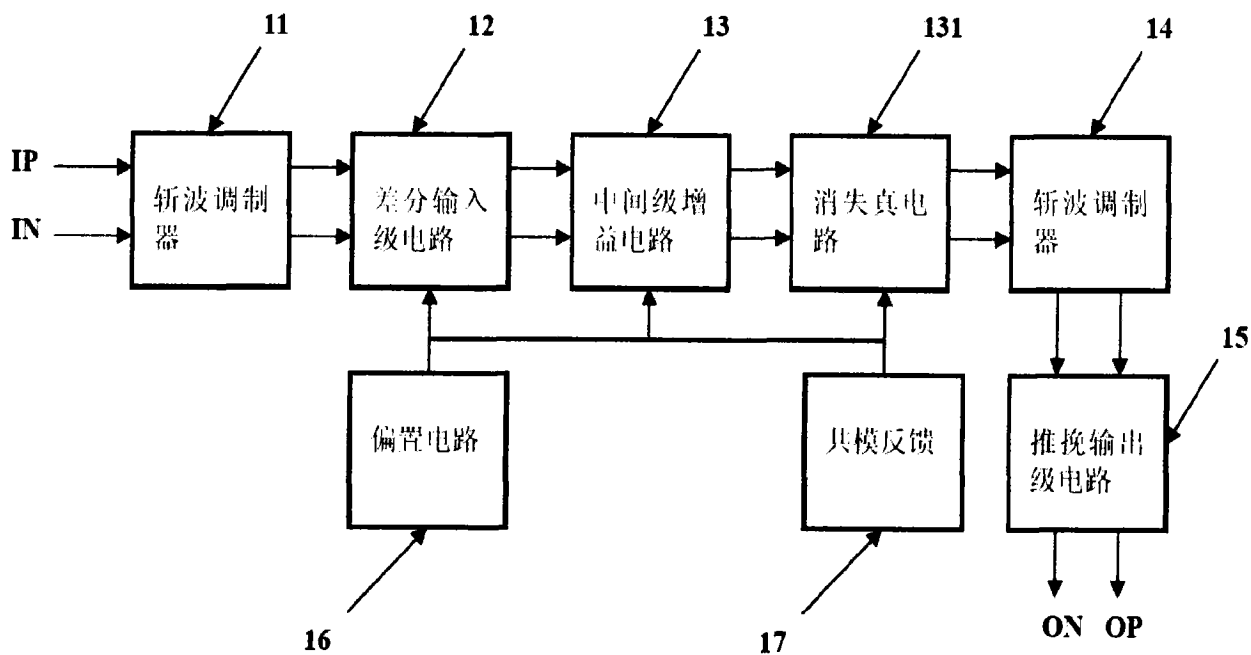 11
12
13
131
14
IP
IN
斩波调制
器
差分输入
级电路
中间级增
益电路
消失真电
路
斩波调制
器
15
偏置电路
共模反馈
推挽输出
级电路
16
17
ON
OP